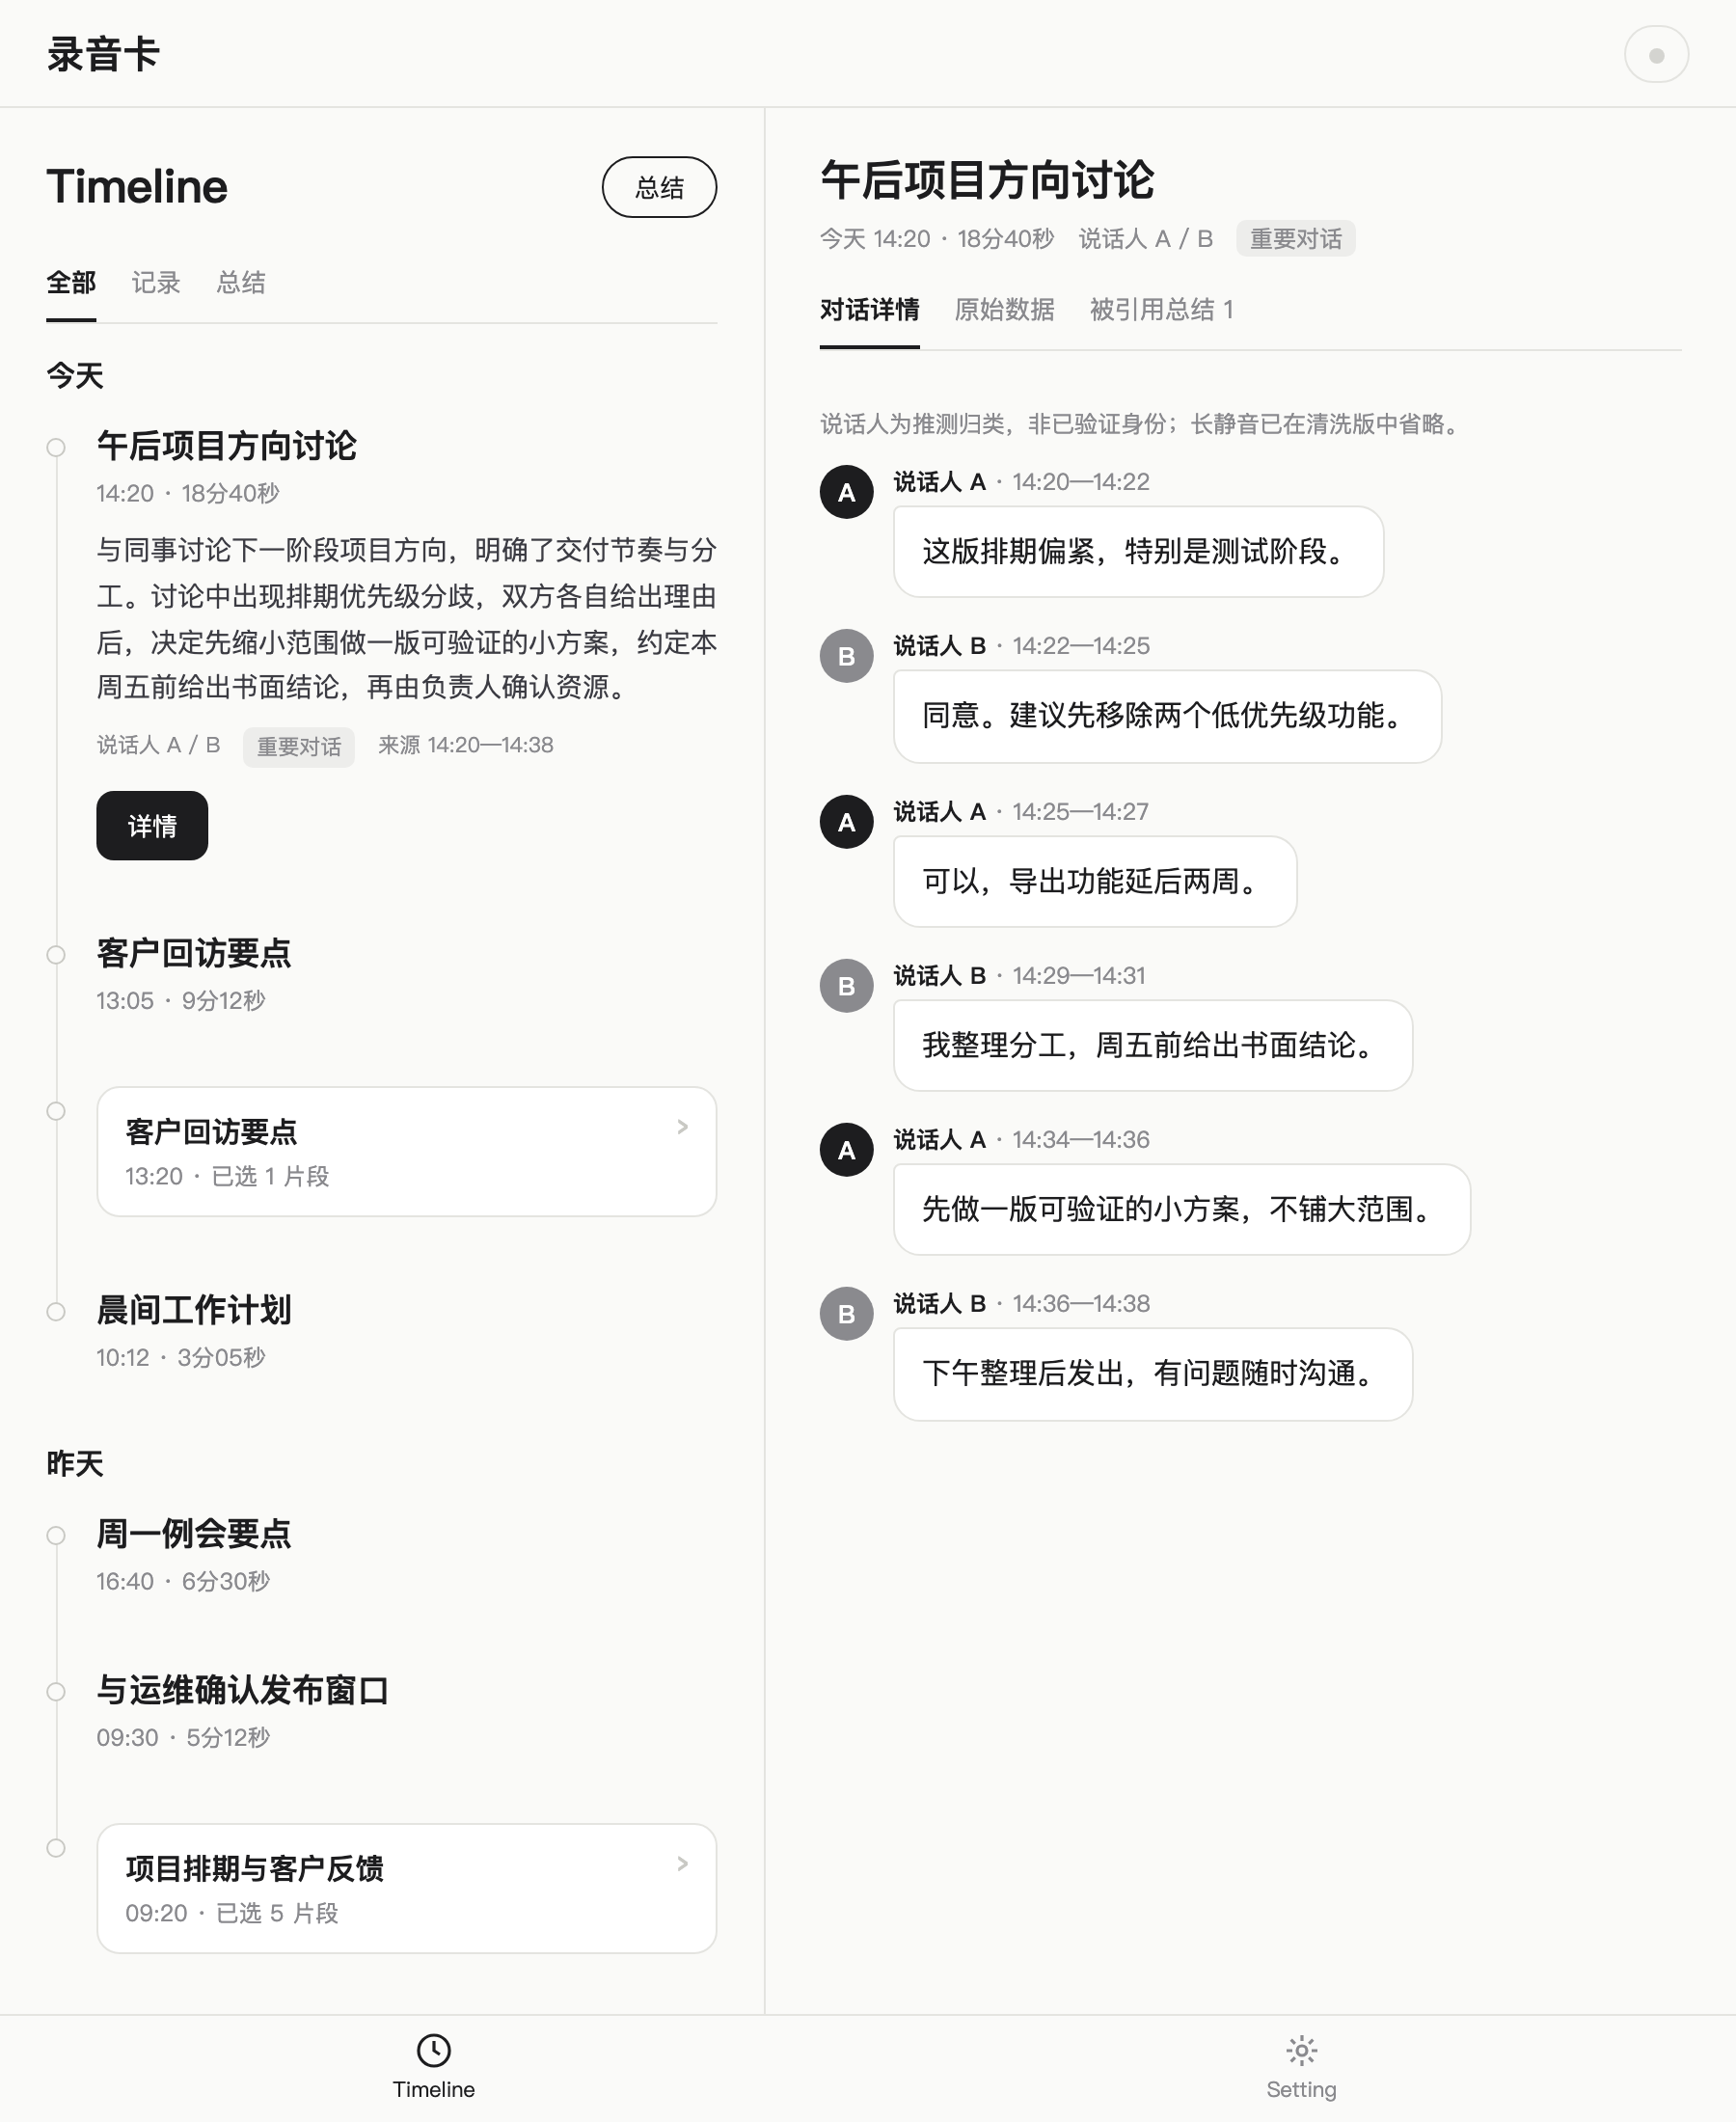 录音卡
Timeline
总结
全部
记录
总结
今天
午后项目方向讨论
14:20 · 18分40秒
与同事讨论下一阶段项目方向，明确了交付节奏与分
工。讨论中出现排期优先级分歧，双方各自给出理由
后，决定先缩小范围做一版可验证的小方案，约定本
周五前给出书面结论，再由负责人确认资源。
说话人 A / B 重要对话 来源 14:20—14:38
详情
客户回访要点
13:05 · 9分12秒
客户回访要点
13:20 · 已选 1 片段
晨间工作计划
10:12 · 3分05秒
昨天
周一例会要点
16:40 · 6分30秒
与运维确认发布窗口
09:30 · 5分12秒
项目排期与客户反馈
09:20 · 已选 5 片段
午后项目方向讨论
今天 14:20 · 18分40秒 说话人 A / B 重要对话
对话详情
原始数据
被引用总结 1
说话人为推测归类，非已验证身份；长静音已在清洗版中省略。
A
说话人 A · 14:20—14:22
这版排期偏紧，特别是测试阶段。
B
说话人 B · 14:22—14:25
同意。建议先移除两个低优先级功能。
A
说话人 A · 14:25—14:27
可以，导出功能延后两周。
B
说话人 B · 14:29—14:31
我整理分工，周五前给出书面结论。
A
说话人 A · 14:34—14:36
先做一版可验证的小方案，不铺大范围。
B
说话人 B · 14:36—14:38
下午整理后发出，有问题随时沟通。
Timeline
Setting